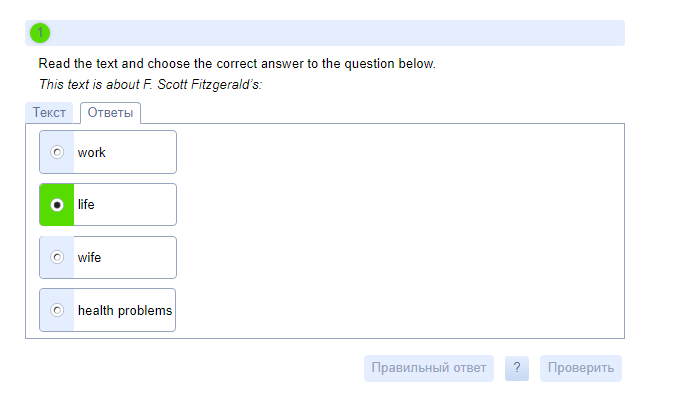 1
Read the text and choose the correct answer to the question below.
This text is about F. Scott Fitzgerald's:
Текст Ответы
work
life
wife
health problems
Правильный ответ ? Проверить